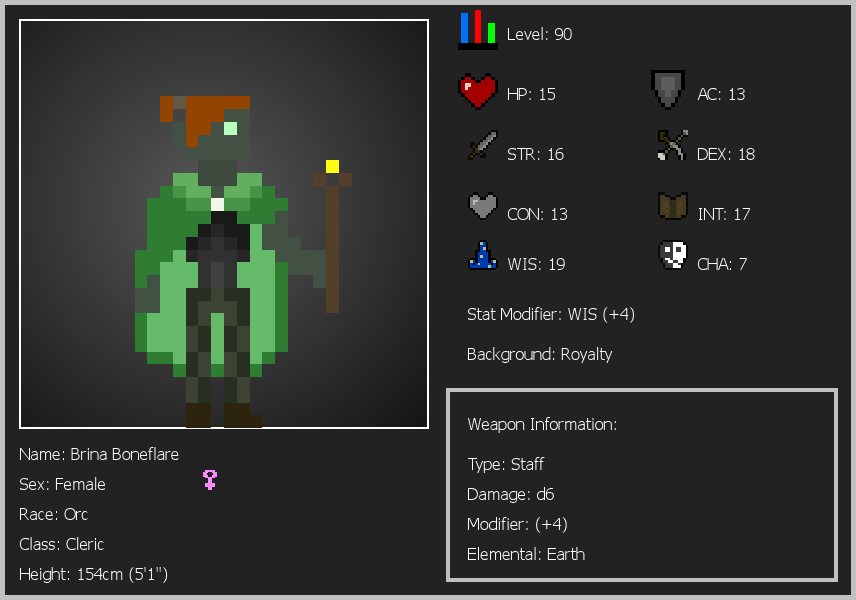 Level: 90
HP: 15
AC: 13
STR: 16
DEX: 18
CON: 13
INT: 17
WIS: 19
CHA: 7
Stat Modifier: WIS (+4)
Background: Royalty
Weapon Information:
Type: Staff
Damage: d6
Modifier: (+4)
Elemental: Earth
Name: Brina Boneflare
Sex: Female
Race: Orc
Class: Cleric
Height: 154cm (5'1")